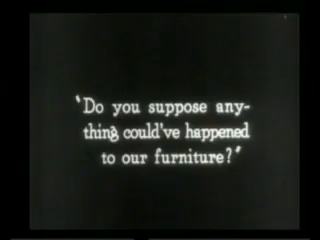 "Do you suppose any-
thing could've happened
to our furniture?"